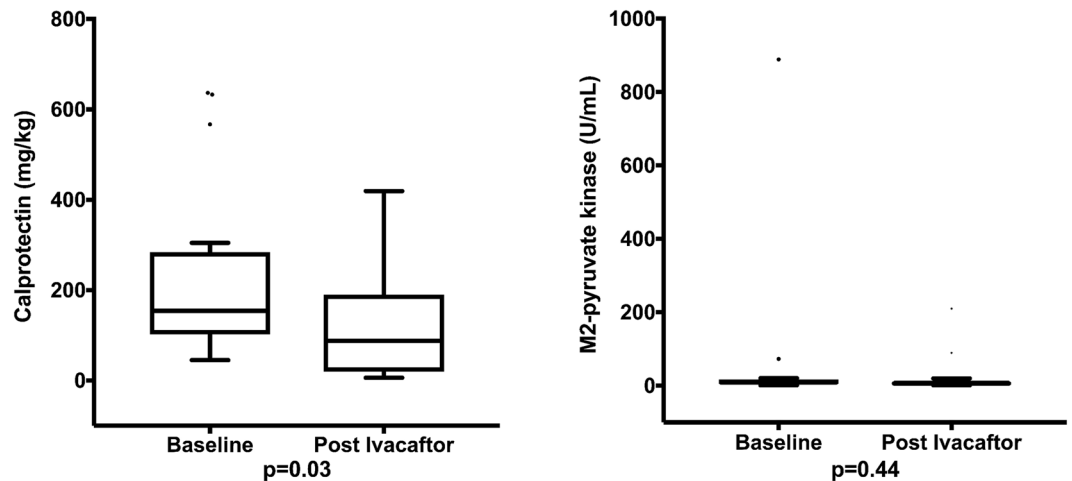 Calprotectin (mg/kg)
800
600
400
200
0
Baseline
Post Ivacaftor
p=0.03
M2-pyruvate kinase (U/mL)
1000
800
600
400
200
0
Baseline
Post Ivacaftor
p=0.44